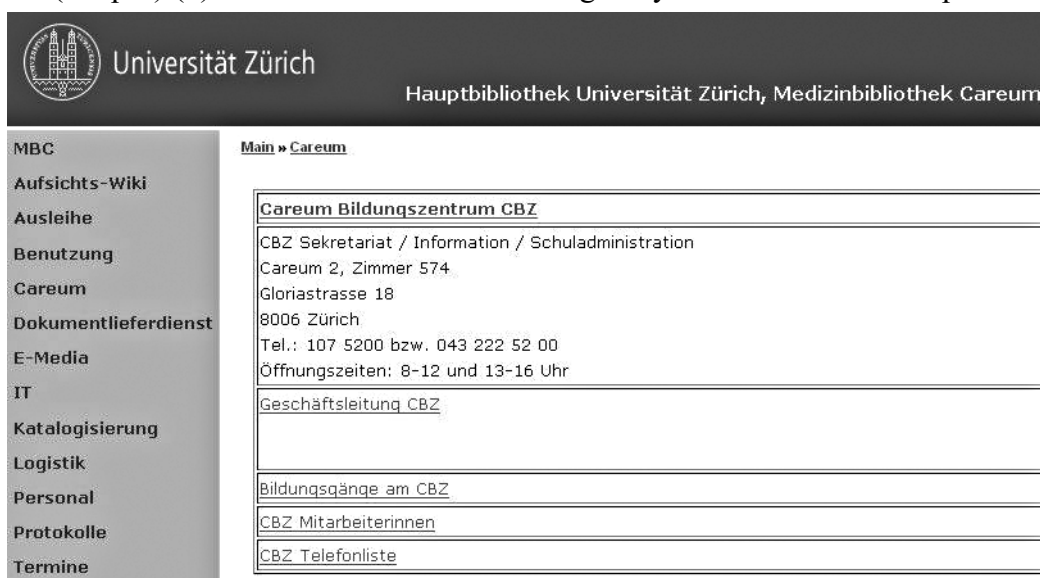 Universität Zürich
Hauptbibliothek Universität Zürich, Medizinbibliothek Careum
MBC
Aufsichts-Wiki
Ausleihe
Benutzung
Careum
Dokumentlieferdienst
E-Media
IT
Katalogisierung
Logistik
Personal
Protokolle
Termine
Main » Careum
Careum Bildungszentrum CBZ
CBZ Sekretariat / Information / Schuladministration
Careum 2, Zimmer 574
Gloriastrasse 18
8006 Zürich
Tel.: 107 5200 bzw. 043 222 52 00
Öffnungszeiten: 8-12 und 13-16 Uhr
Geschäftsleitung CBZ
Bildungsgänge am CBZ
CBZ Mitarbeiterinnen
CBZ Telefonliste